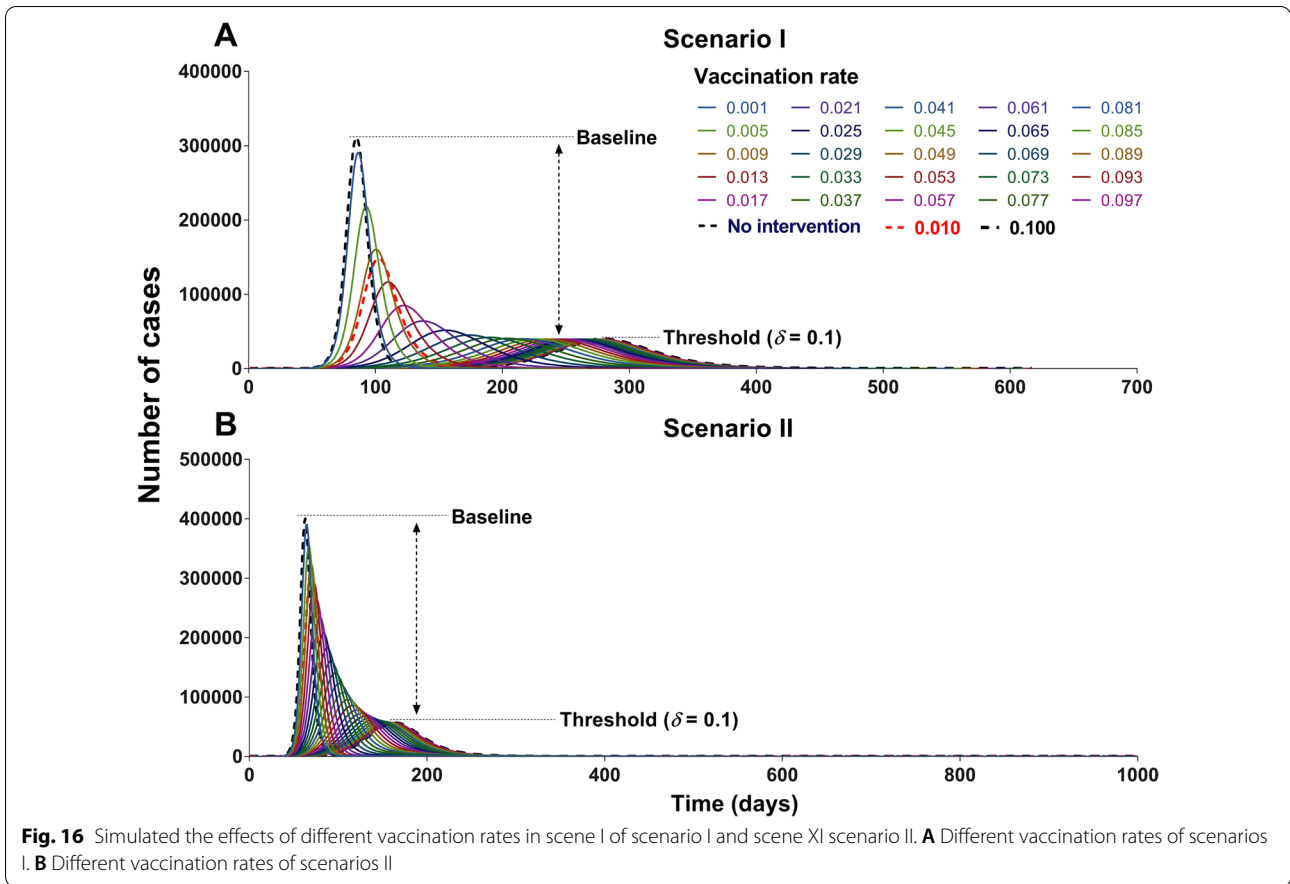 A
Scenario I
400000
300000
200000
100000
0
0 100 200 300 400 500 600 700
Vaccination rate
0.001 0.021 0.041 0.061 0.081
0.005 0.025 0.045 0.065 0.085
0.009 0.029 0.049 0.069 0.089
0.013 0.033 0.053 0.073 0.093
0.017 0.037 0.057 0.077 0.097
No intervention 0.010 0.100
Baseline
Threshold (δ = 0.1)
Number of cases
B
Scenario II
500000
400000
300000
200000
100000
0
0 200 400 600 800 1000
Baseline
Threshold (δ = 0.1)
Time (days)
Fig. 16 Simulated the effects of different vaccination rates in scene I of scenario I and scene XI scenario II. A Different vaccination rates of scenarios
I. B Different vaccination rates of scenarios II